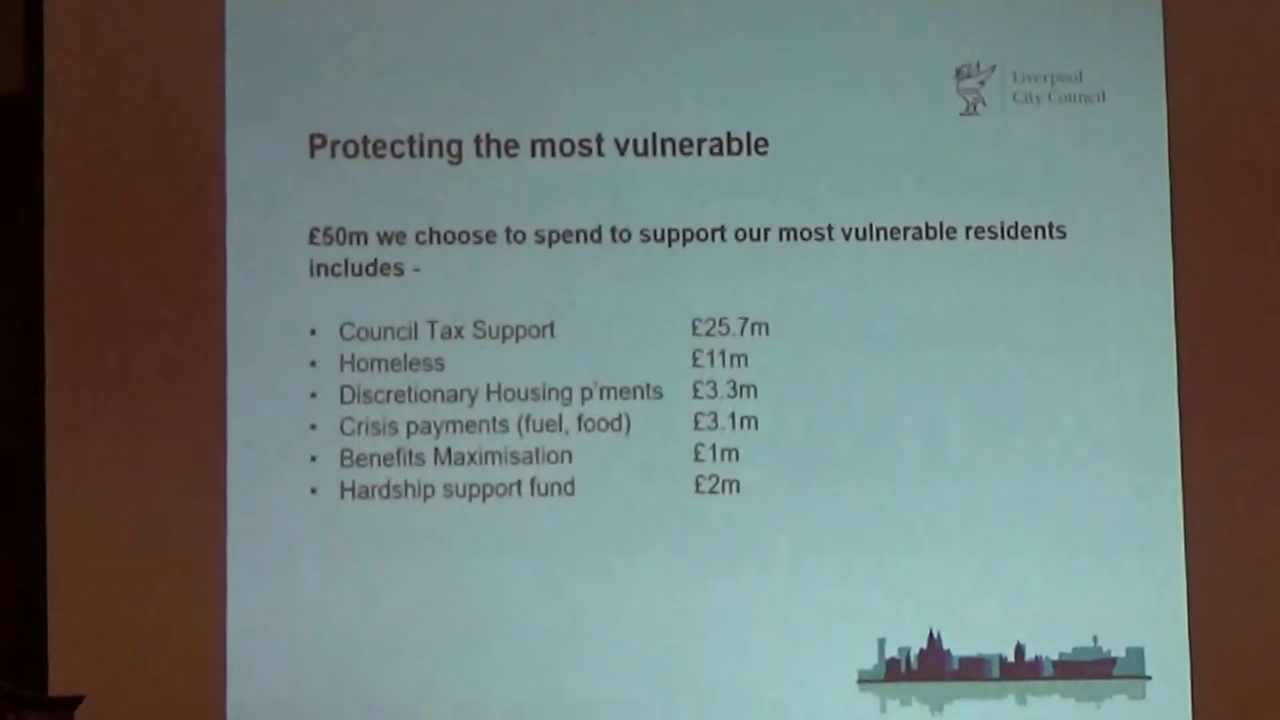 Liverpool
City Council
Protecting the most vulnerable
£50m we choose to spend to support our most vulnerable residents
includes -
• Council Tax Support £25.7m
• Homeless £11m
• Discretionary Housing p'ments £3.3m
• Crisis payments (fuel, food) £3.1m
• Benefits Maximisation £1m
• Hardship support fund £2m